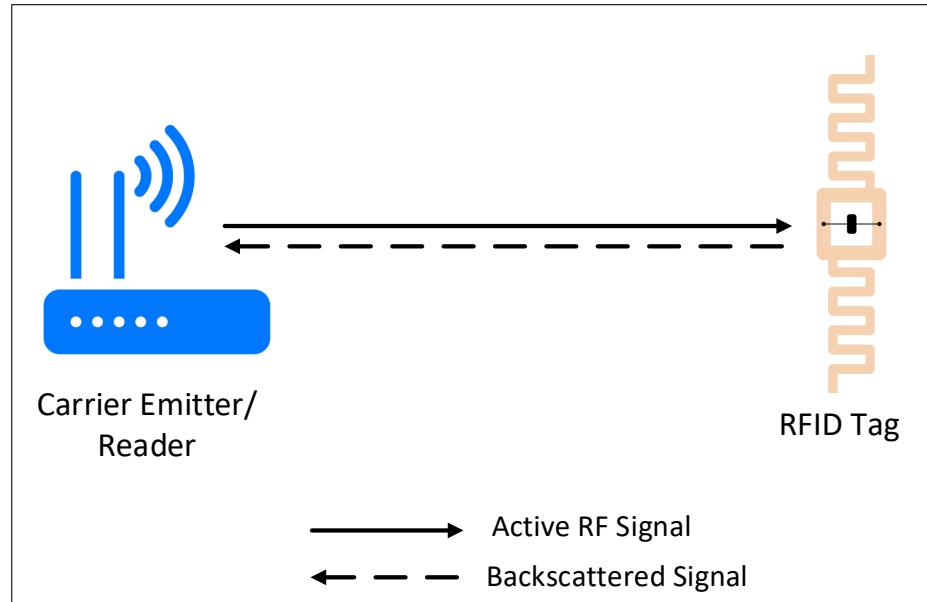 Carrier Emitter/
Reader
RFID Tag
Active RF Signal
Backscattered Signal